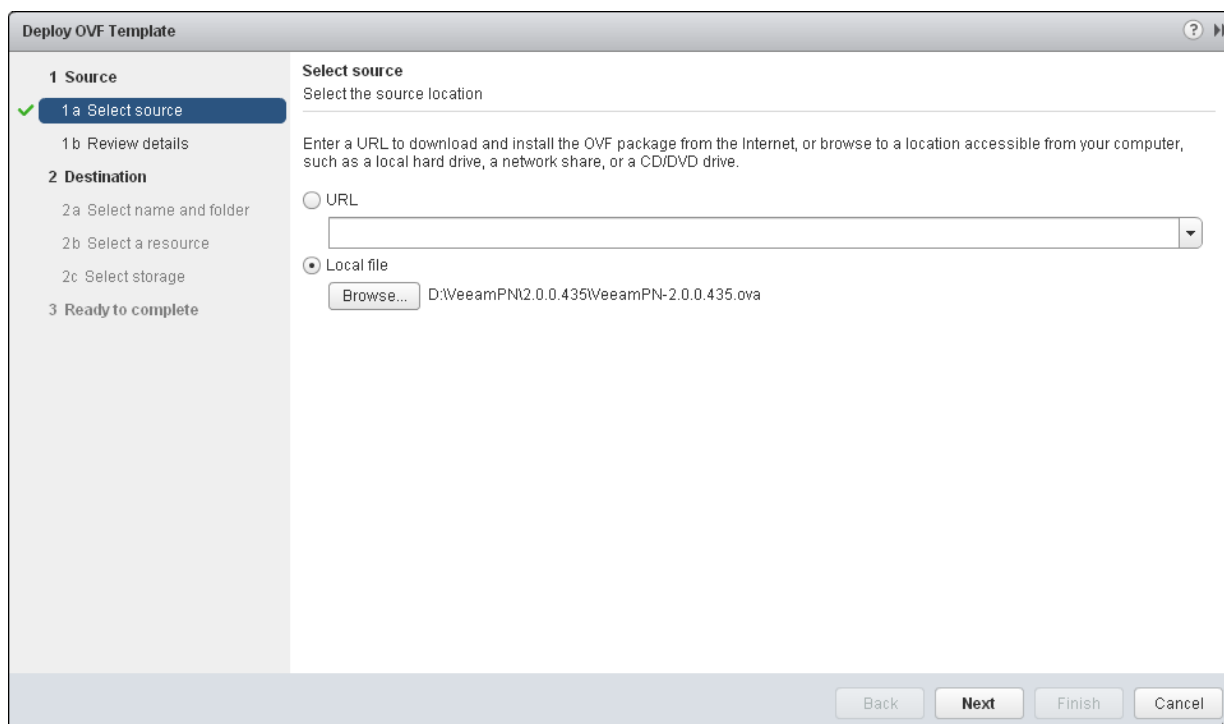 Deploy OVF Template
?
1 Source
1a Select source
1b Review details
2 Destination
2a Select name and folder
2b Select a resource
2c Select storage
3 Ready to complete
Select source
Select the source location
Enter a URL to download and install the OVF package from the Internet, or browse to a location accessible from your computer,
such as a local hard drive, a network share, or a CD/DVD drive.
URL
Local file
Browse... D:\VeeamPN\2.0.0.435\VeeamPN-2.0.0.435.ova
Back Next Finish Cancel